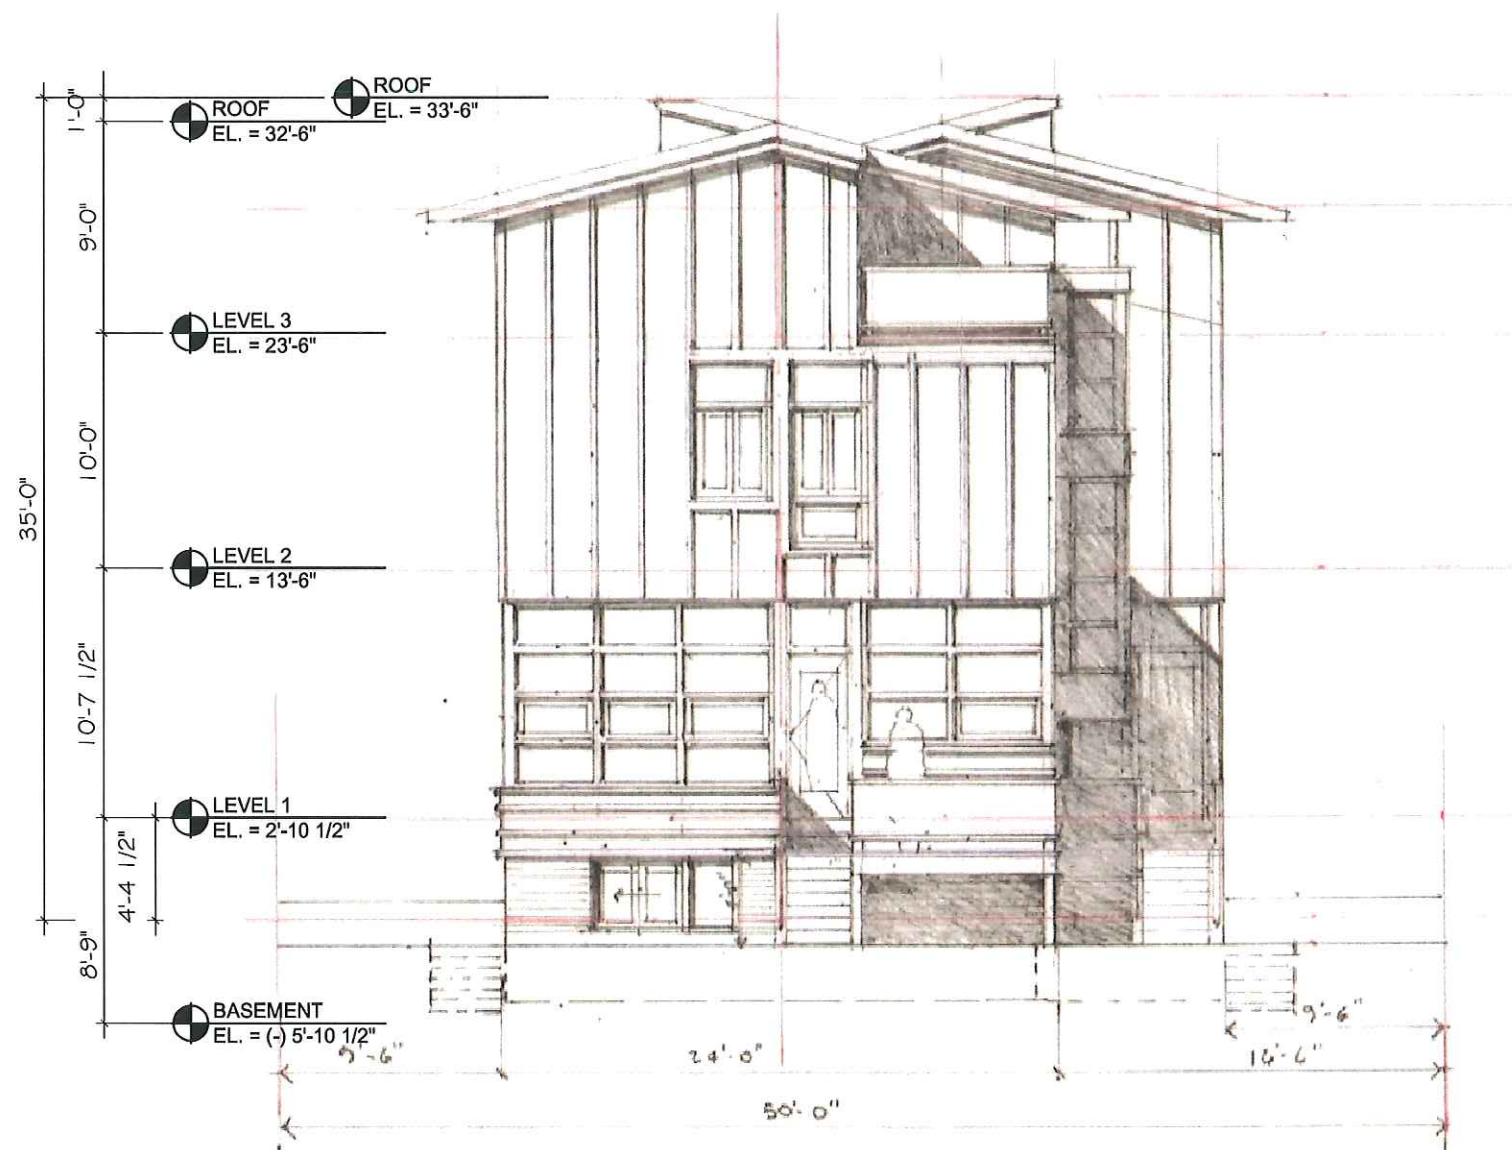 ROOF
EL. = 33'-6"
ROOF
EL. = 32'-6"
1'-0"
9'-0"
LEVEL 3
EL. = 23'-6"
10'-0"
35'-0"
LEVEL 2
EL. = 13'-6"
10'-7 1/2"
LEVEL 1
EL. = 2'-10 1/2"
4'-4 1/2"
8'-9"
BASEMENT
EL. = (-) 5'-10 1/2"
9'-6"
9'-6"
24'-0"
16'-6"
50'-0"